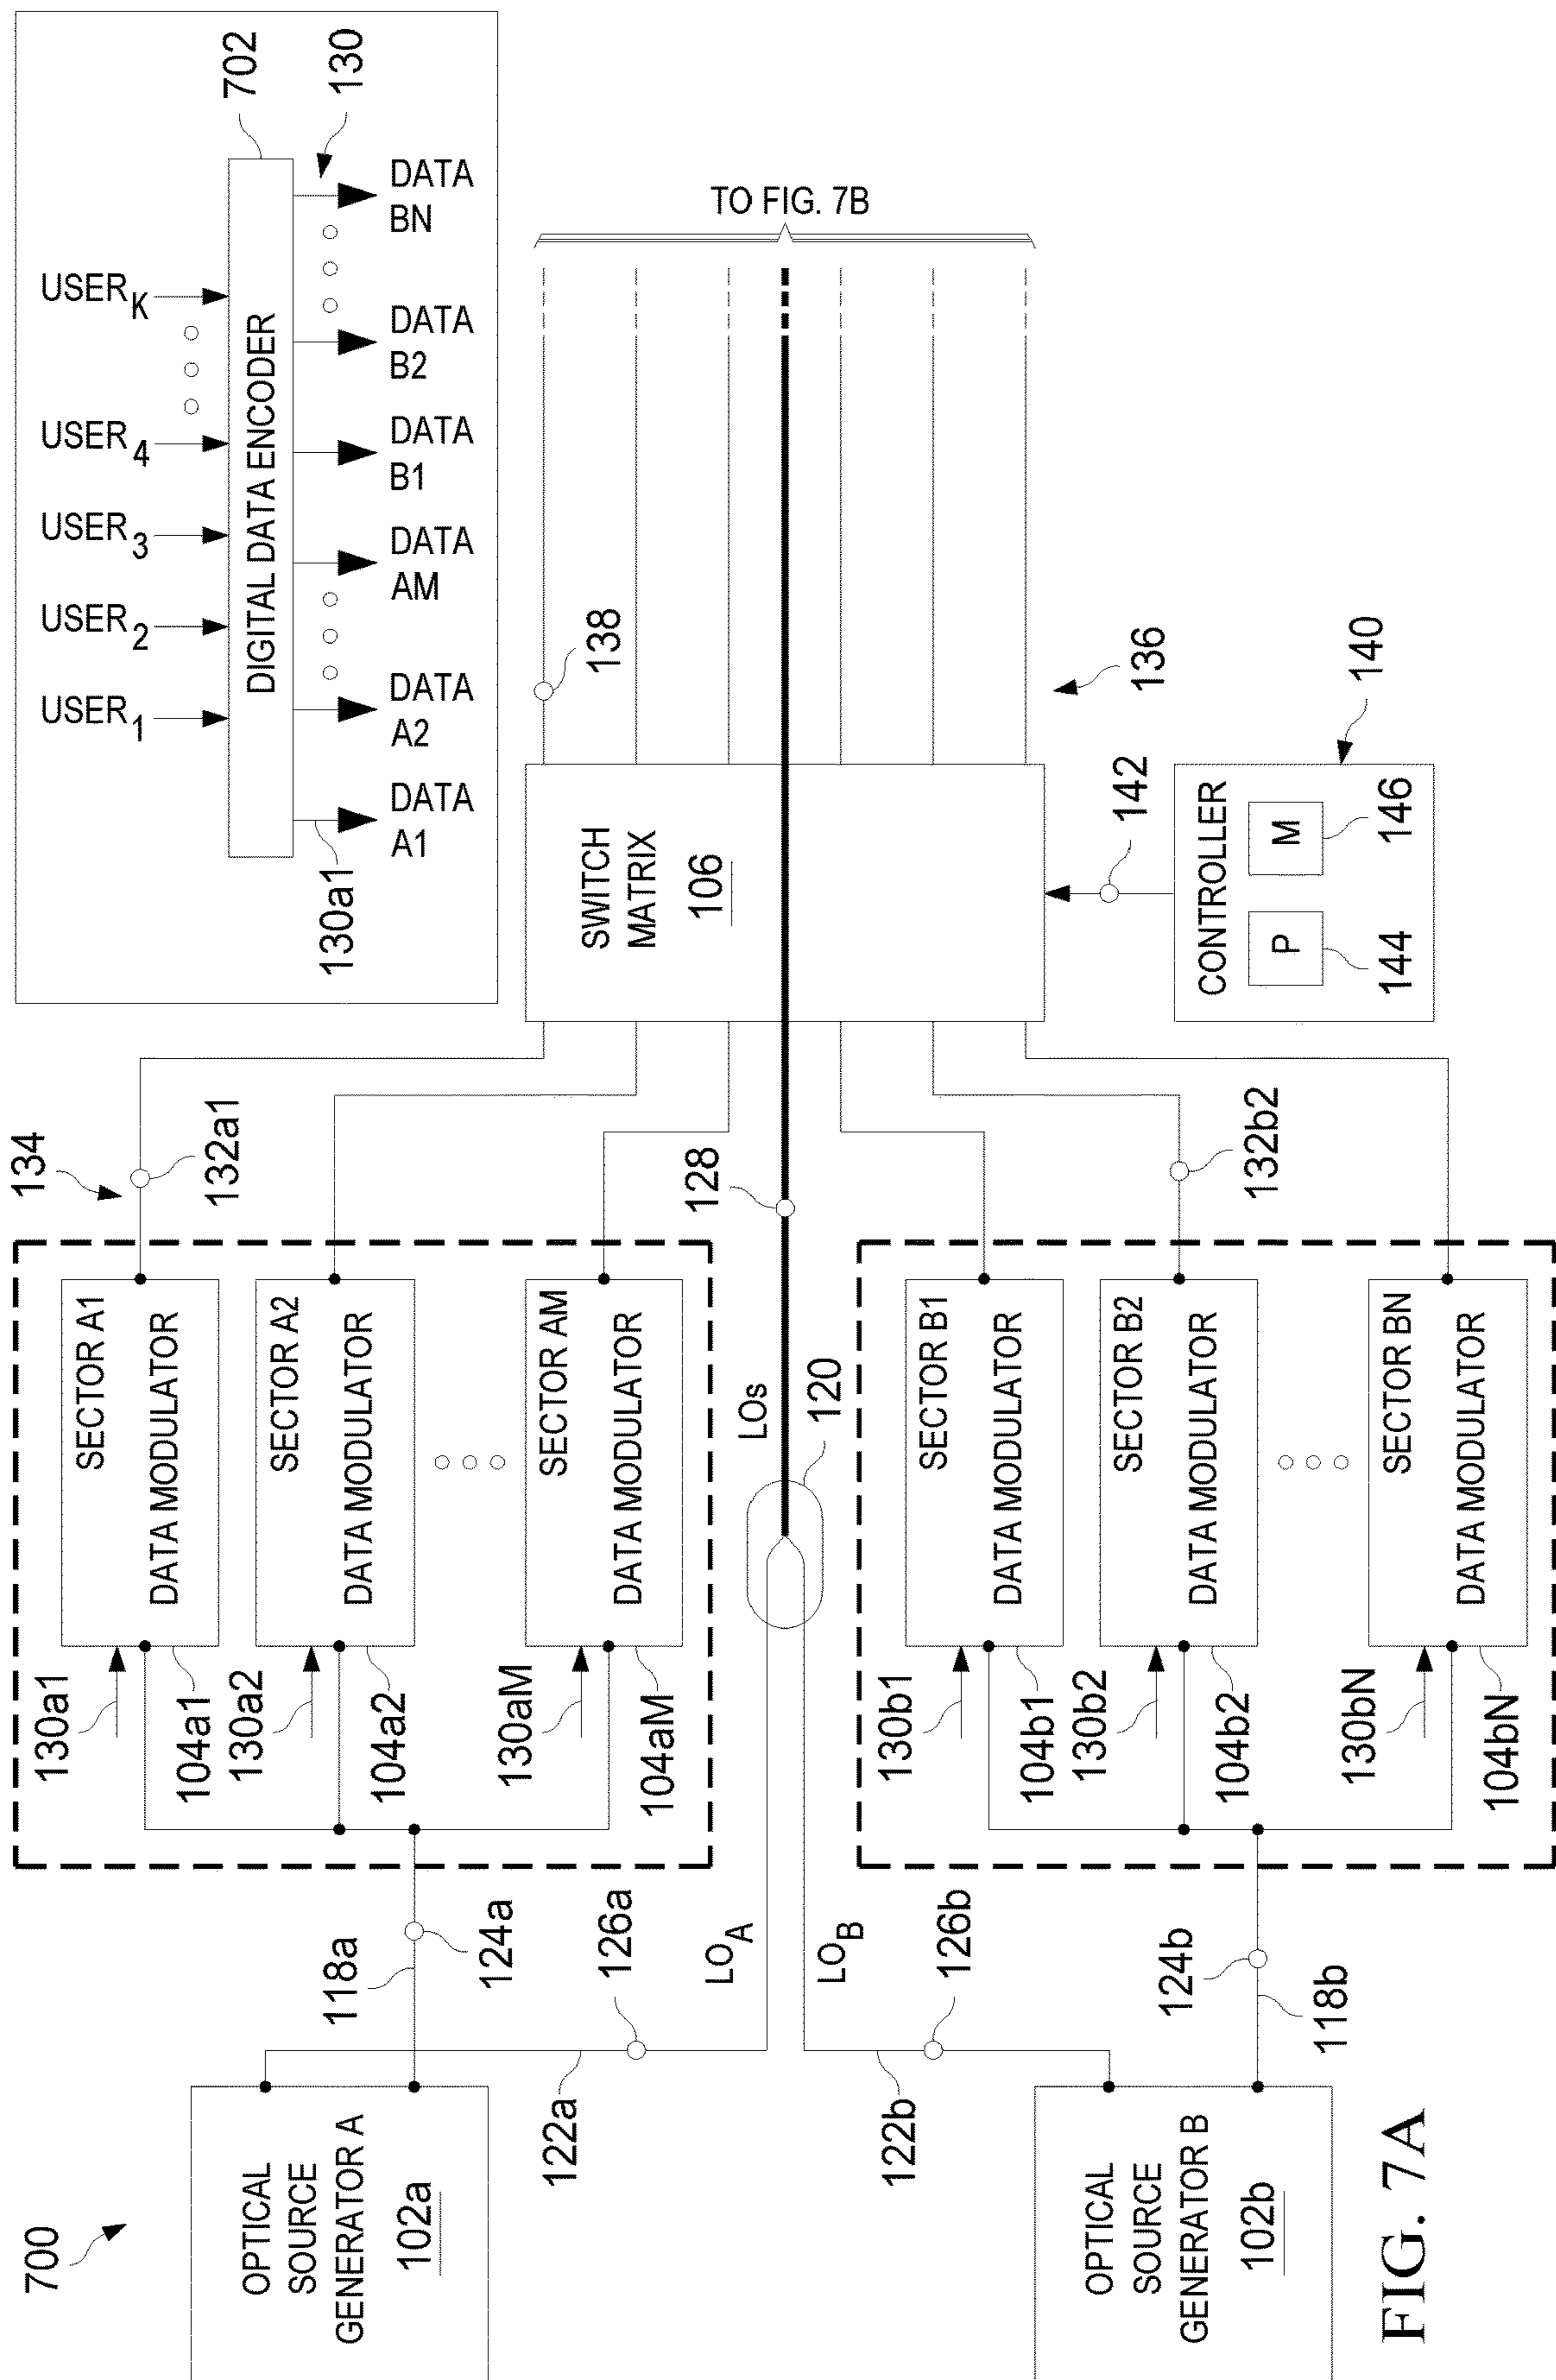 700
OPTICAL
SOURCE
GENERATOR A
102a
118a
124a
122a
126a
LOA
130a1
104a1
SECTOR A1
DATA MODULATOR
130a2
104a2
SECTOR A2
DATA MODULATOR
130aM
104aM
SECTOR AM
DATA MODULATOR
134
132a1
OPTICAL
SOURCE
GENERATOR B
102b
122b
126b
LOB
124b
118b
120
LOs
128
130b1
104b1
SECTOR B1
DATA MODULATOR
130b2
104b2
SECTOR B2
DATA MODULATOR
130bN
104bN
SECTOR BN
DATA MODULATOR
132b2
SWITCH
MATRIX
106
138
136
142
CONTROLLER
P
M
144
146
140
TO FIG. 7B
USER1
USER2
USER3
USER4
USERK
DIGITAL DATA ENCODER
702
130a1
130
DATA
A1
DATA
A2
DATA
AM
DATA
B1
DATA
B2
DATA
BN
FIG. 7A